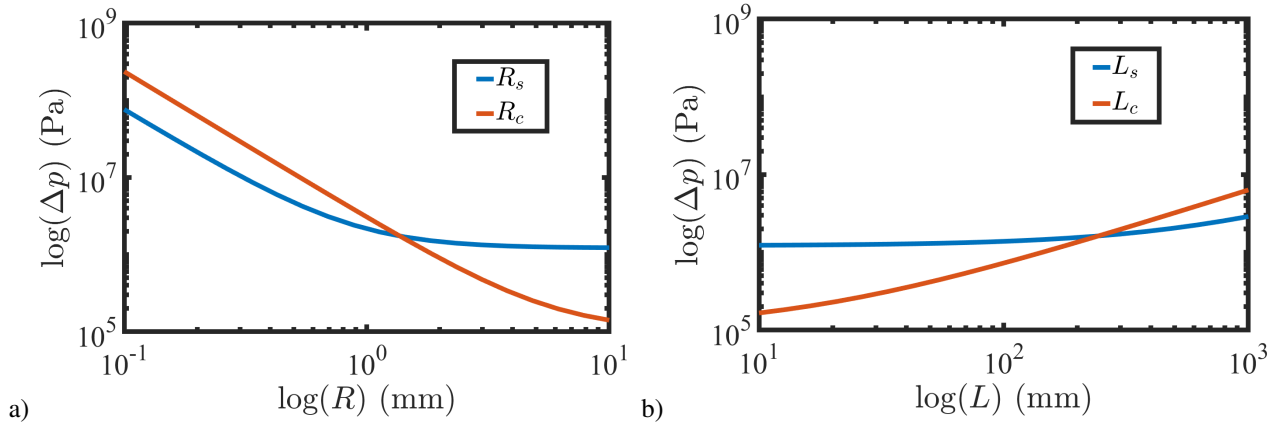 a)
log(Δp) (Pa)
10^9
10^7
10^5
10^-1 10^0 10^1
log(R) (mm)
R_s
R_c
b)
log(Δp) (Pa)
10^9
10^7
10^5
10^1 10^2 10^3
log(L) (mm)
L_s
L_c